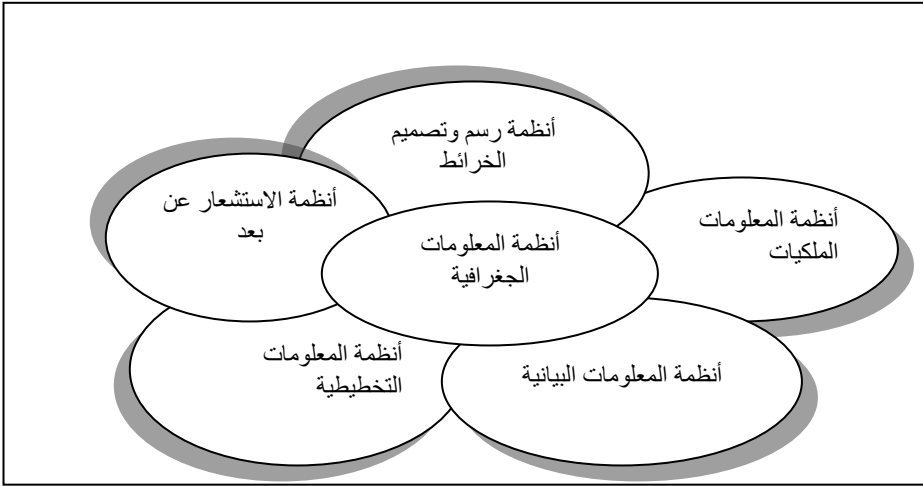 أنظمة رسم وتصميم
الخرائط
أنظمة المعلومات
الملكيات
أنظمة الاستشعار عن
بعد
أنظمة المعلومات
الجغرافية
أنظمة المعلومات البيانية
أنظمة المعلومات
التخطيطية